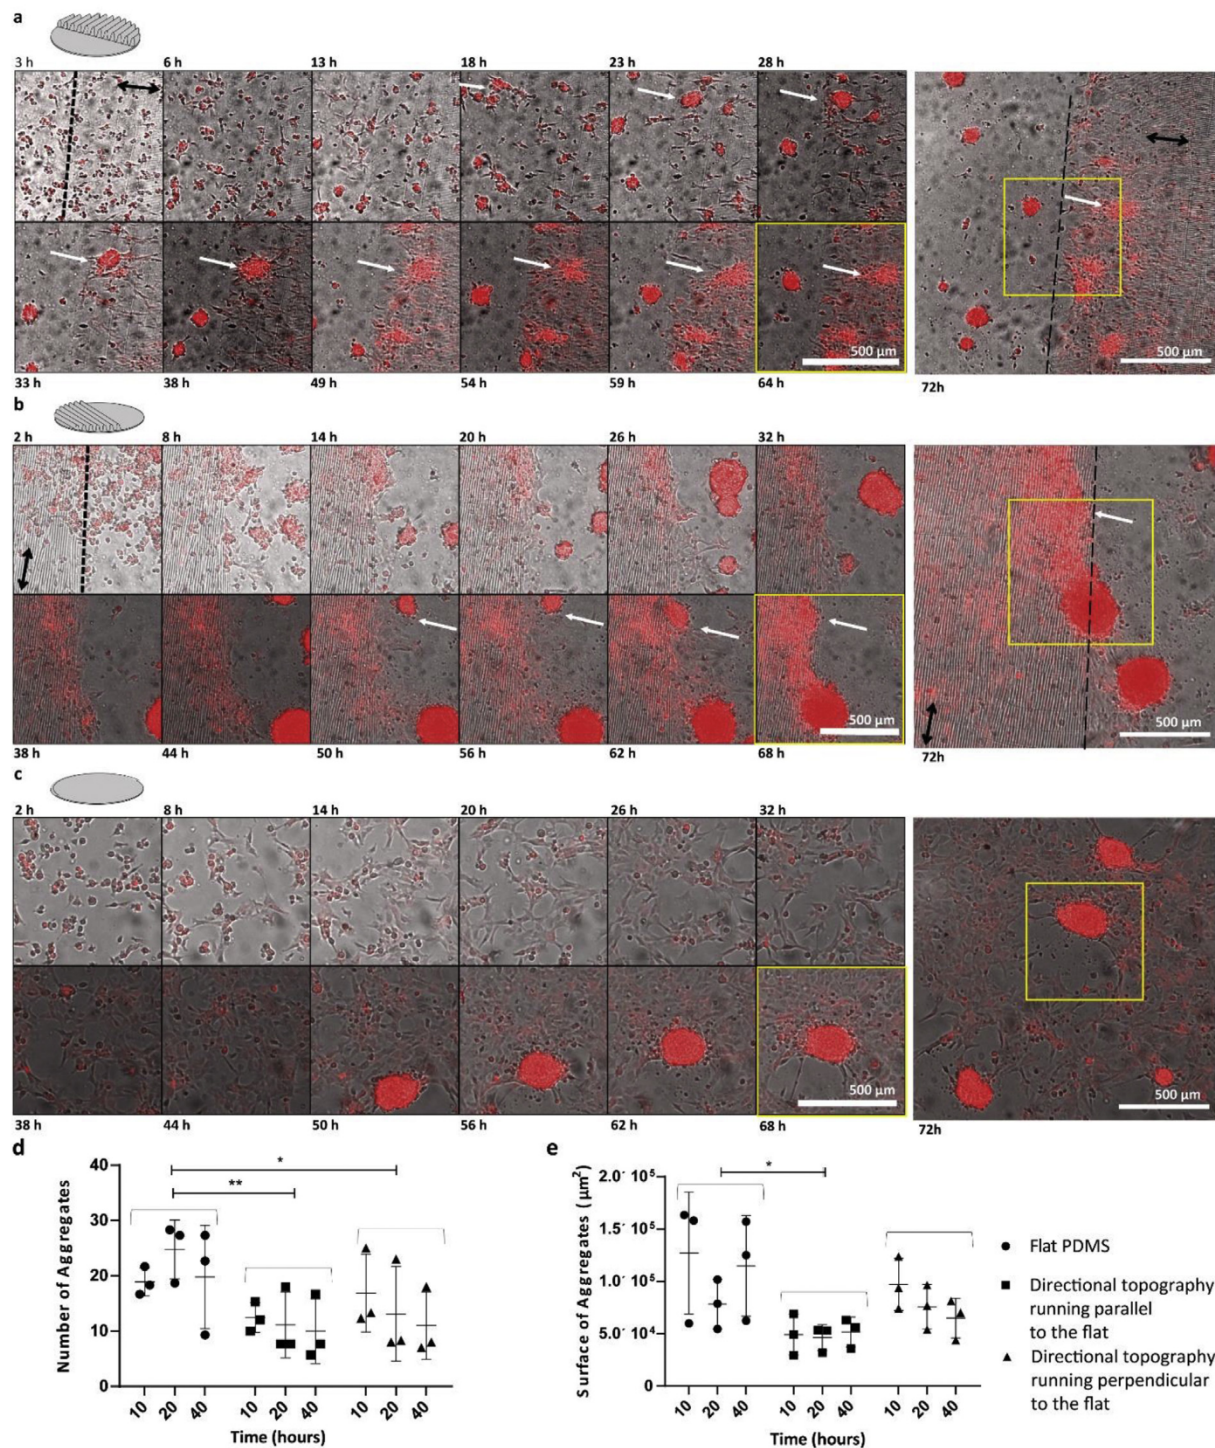 a
3 h 6 h 13 h 18 h 23 h 28 h
500 µm
500 µm
33 h 38 h 49 h 54 h 59 h 64 h 72h
b
2 h 8 h 14 h 20 h 26 h 32 h
500 µm
500 µm
38 h 44 h 50 h 56 h 62 h 68 h 72h
c
2 h 8 h 14 h 20 h 26 h 32 h
500 µm
500 µm
38 h 44 h 50 h 56 h 62 h 68 h 72h
d
*
**
40
30
20
10
0
Number of Aggregates
10 20 40 10 20 40 10 20 40
Time (hours)
e
*
2.0· 10⁵
1.5· 10⁵
1.0· 10⁵
5.0· 10⁴
0
Surface of Aggregates (µm²)
10 20 40 10 20 40 10 20 40
Time (hours)
Flat PDMS
Directional topography
running parallel
to the flat
Directional topography
running perpendicular
to the flat